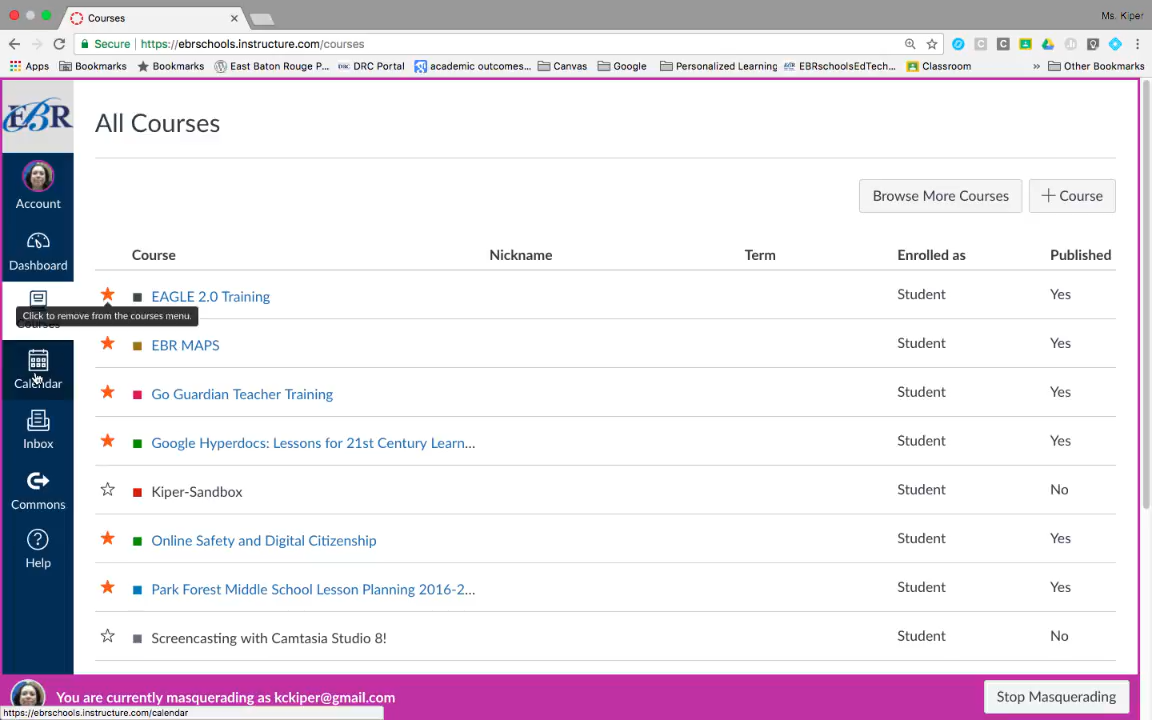 Courses
Ms. Kiper
Secure
https://ebrschools.instructure.com/courses
Apps
Bookmarks
Bookmarks
East Baton Rouge P...
DRC Portal
academic outcomes...
Canvas
Google
Personalized Learning
EBRschoolsEdTech...
Classroom
»
Other Bookmarks
EBR
Account
Dashboard
Courses
Calendar
Inbox
Commons
Help
All Courses
Browse More Courses
+ Course
Course Nickname Term Enrolled as Published
EAGLE 2.0 Training Student Yes
Click to remove from the courses menu.
EBR MAPS Student Yes
Go Guardian Teacher Training Student Yes
Google Hyperdocs: Lessons for 21st Century Learn... Student Yes
Kiper-Sandbox Student No
Online Safety and Digital Citizenship Student Yes
Park Forest Middle School Lesson Planning 2016-2... Student Yes
Screencasting with Camtasia Studio 8! Student No
You are currently masquerading as kckiper@gmail.com
Stop Masquerading
https://ebrschools.instructure.com/calendar